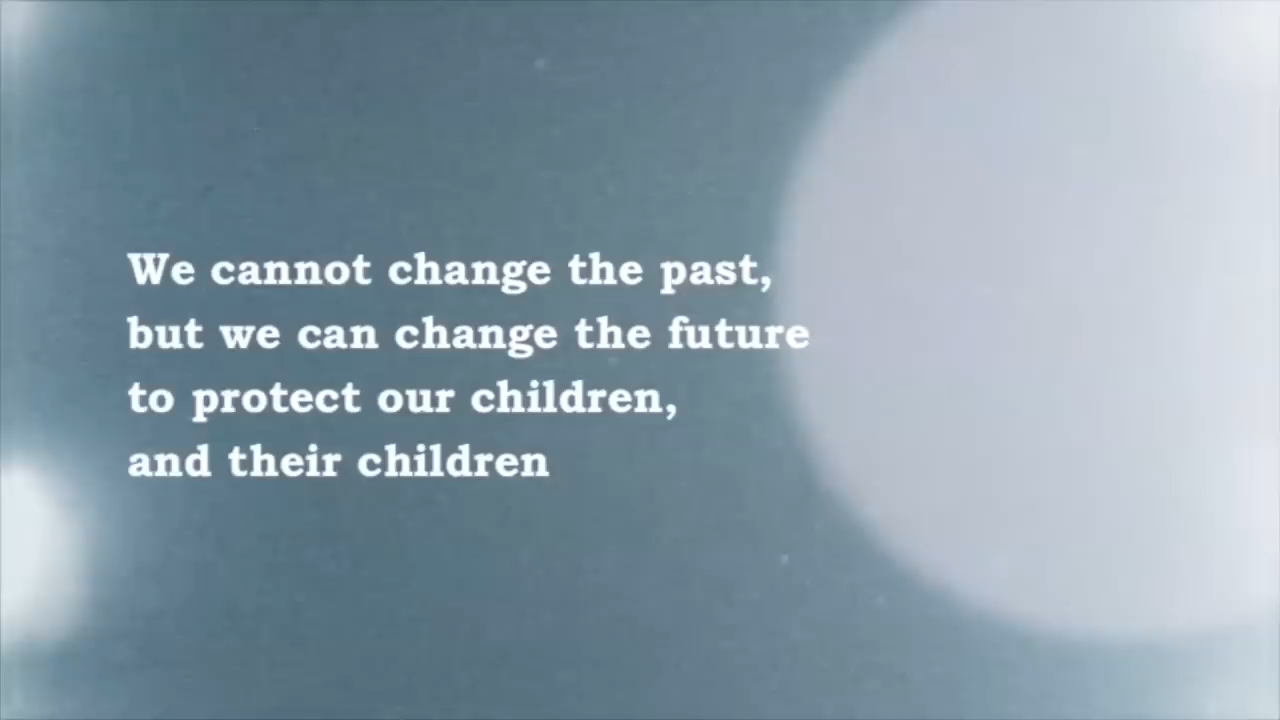 We cannot change the past,
but we can change the future
to protect our children,
and their children